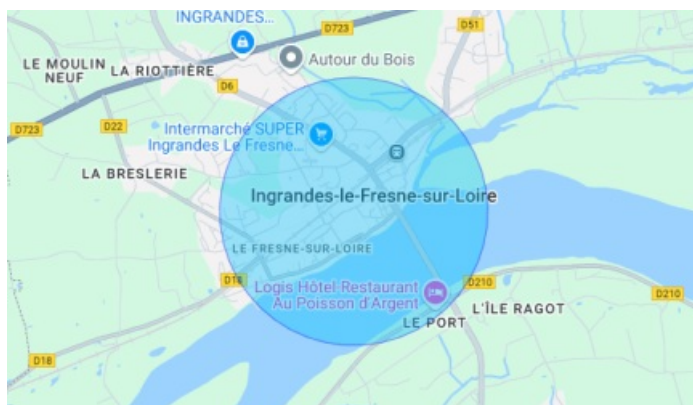 INGRANDES...
D723
D51
Autour du Bois
LE MOULIN
NEUF
LA RIOTTIÈRE
D6
D723
D22
Intermarché SUPER
Ingrandes Le Fresne...
LA BRESLERIE
Ingrandes-le-Fresne-sur-Loire
LE FRESNE-SUR-LOIRE
D18
Logis Hôtel Restaurant
Au Poisson d'Argent
D210
D210
L'ÎLE RAGOT
LE PORT
D18